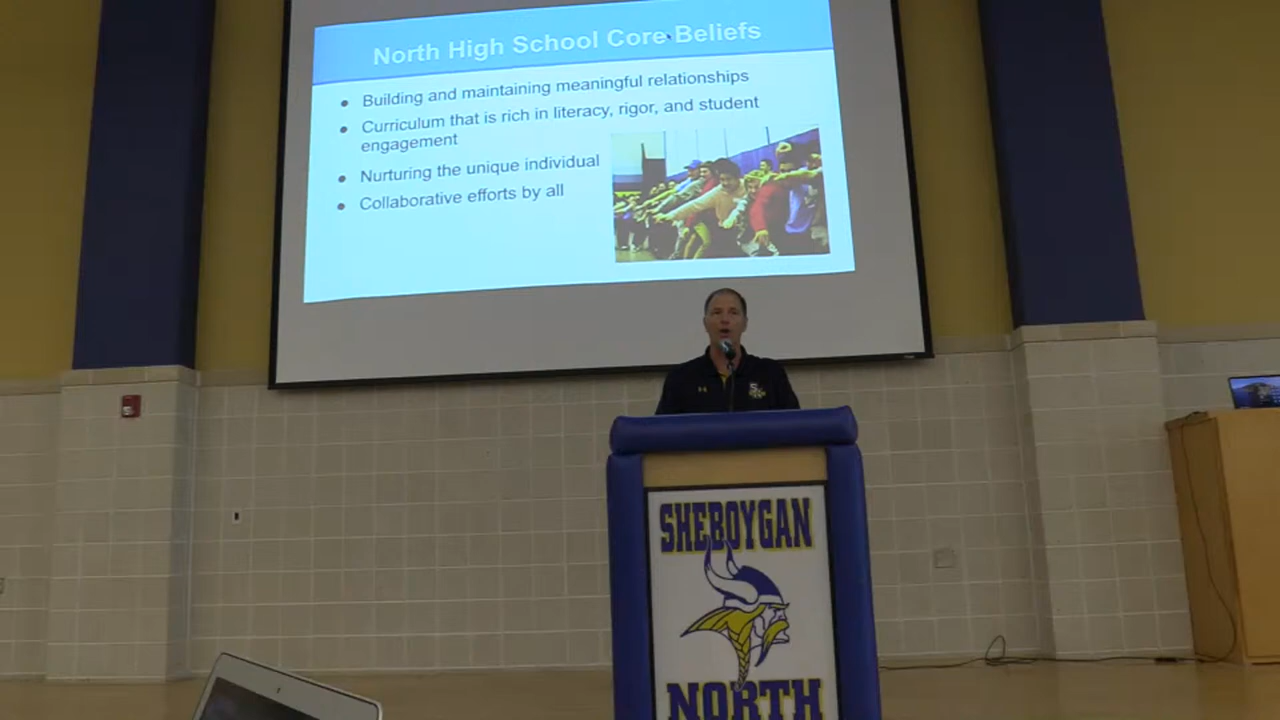 North High School Core Beliefs
● Building and maintaining meaningful relationships
● Curriculum that is rich in literacy, rigor, and student
engagement
● Nurturing the unique individual
● Collaborative efforts by all
SHEBOYGAN
NORTH